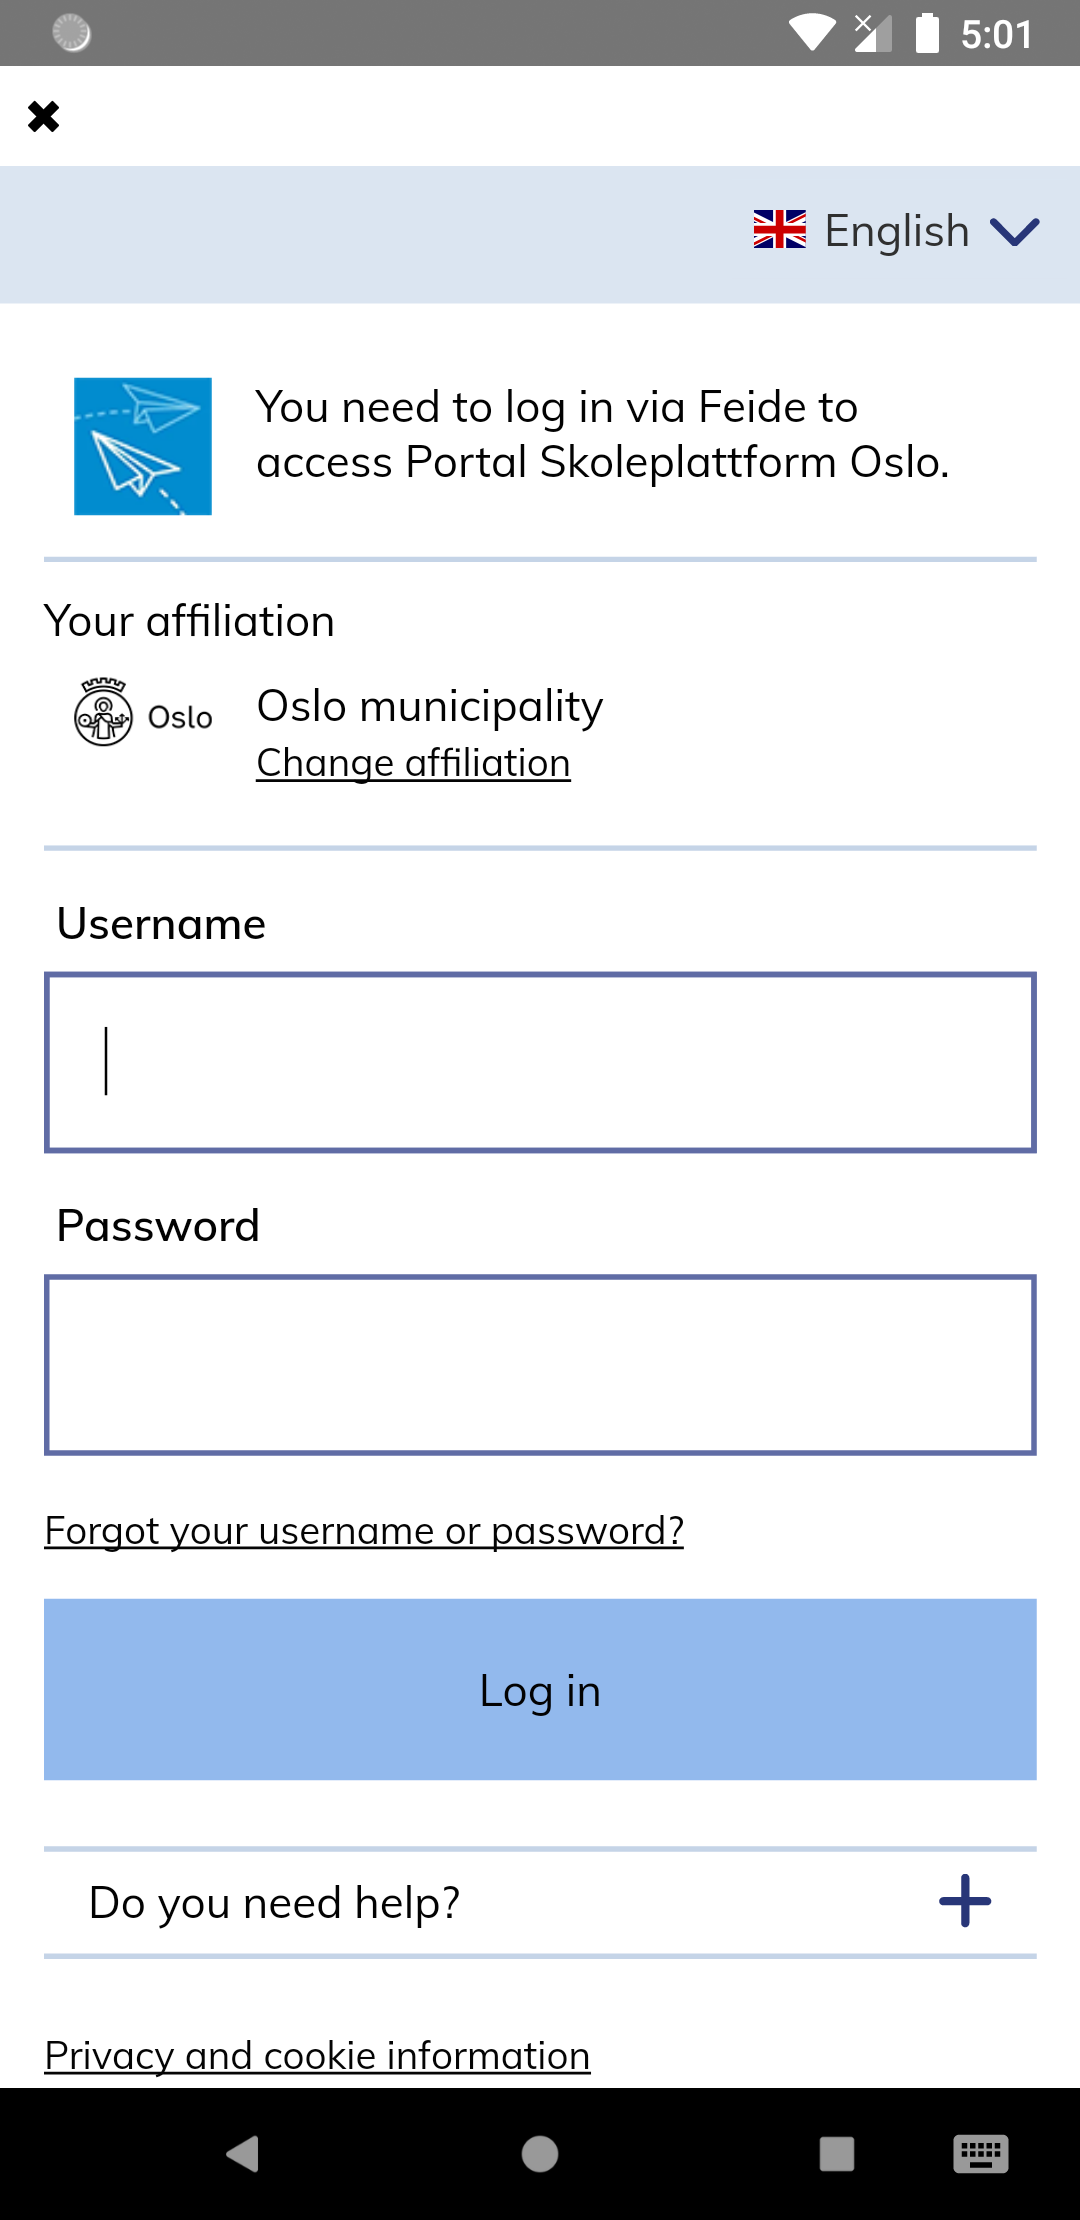 5:01
English
You need to log in via Feide to
access Portal Skoleplattform Oslo.
Your affiliation
Oslo
Oslo municipality
Change affiliation
Username
Password
Forgot your username or password?
Log in
Do you need help?
Privacy and cookie information